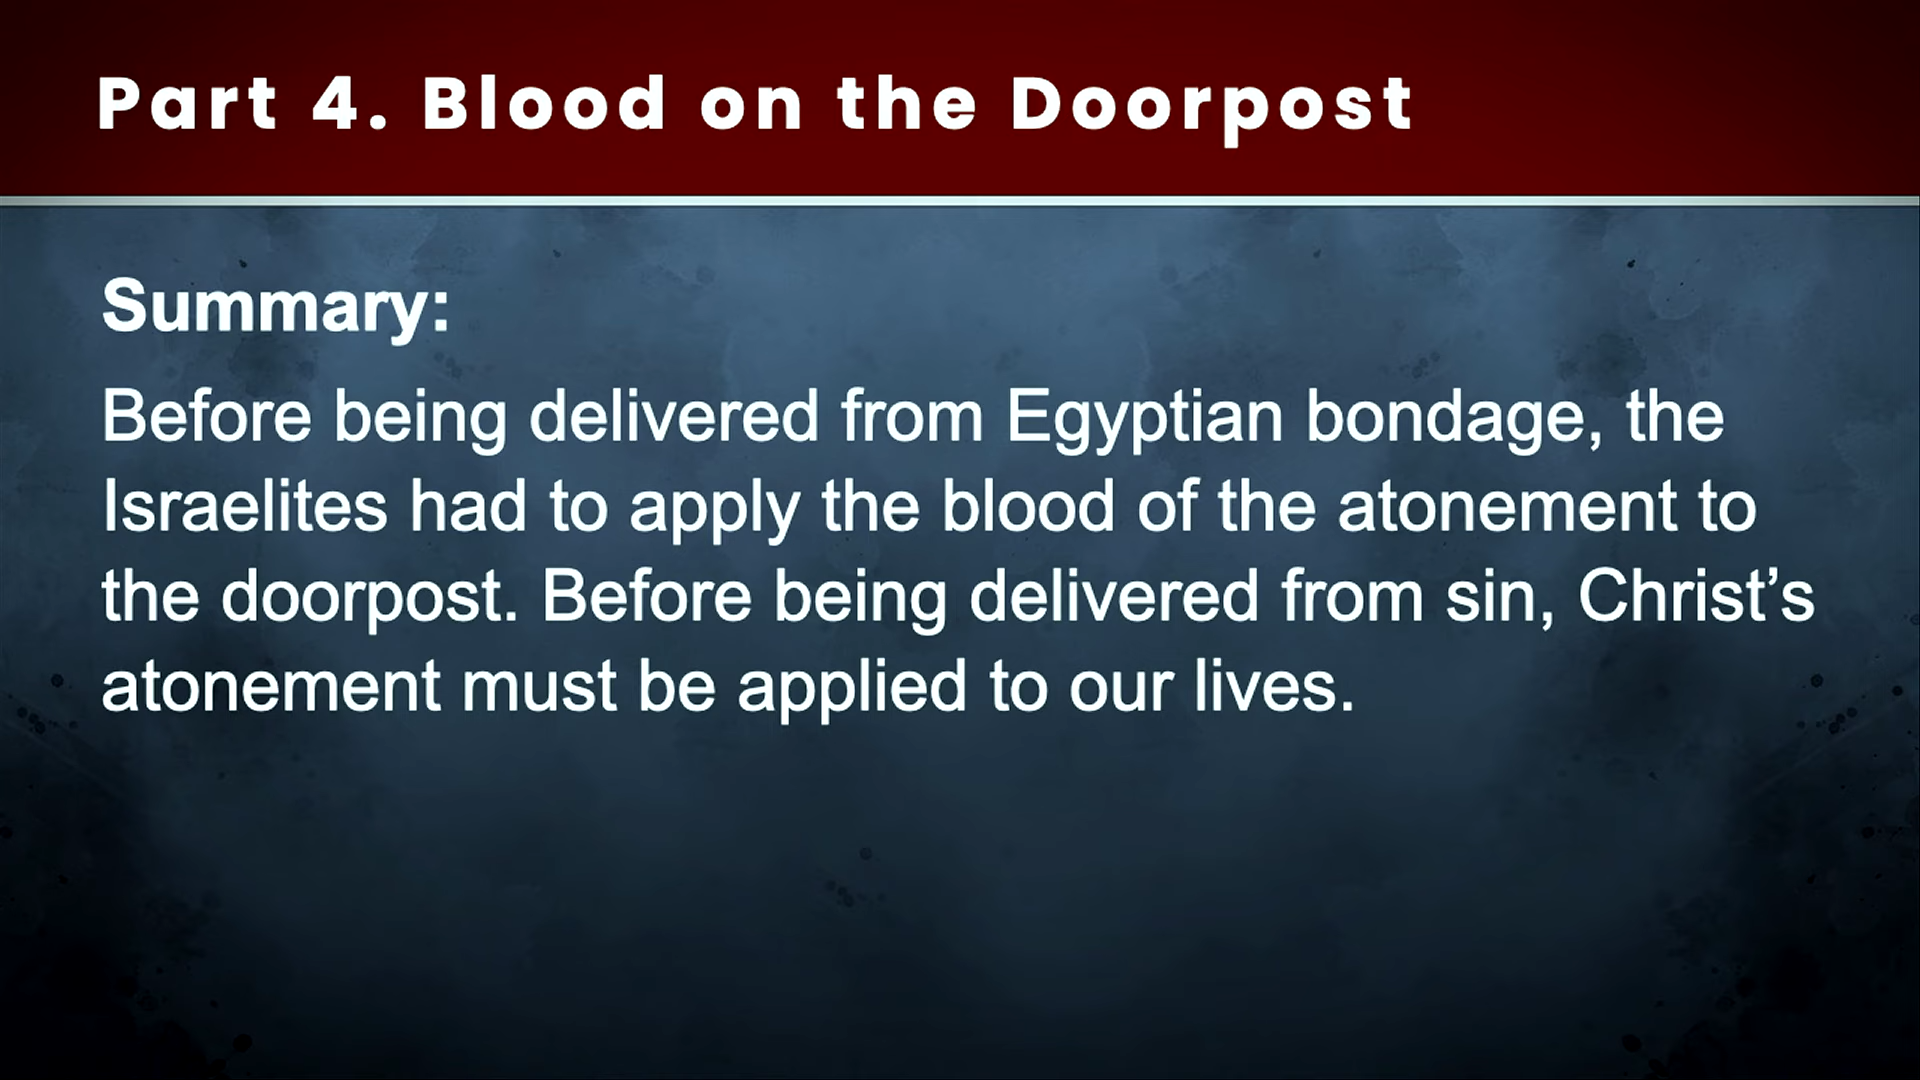 Part 4. Blood on the Doorpost
Summary:
Before being delivered from Egyptian bondage, the
Israelites had to apply the blood of the atonement to
the doorpost. Before being delivered from sin, Christ’s
atonement must be applied to our lives.